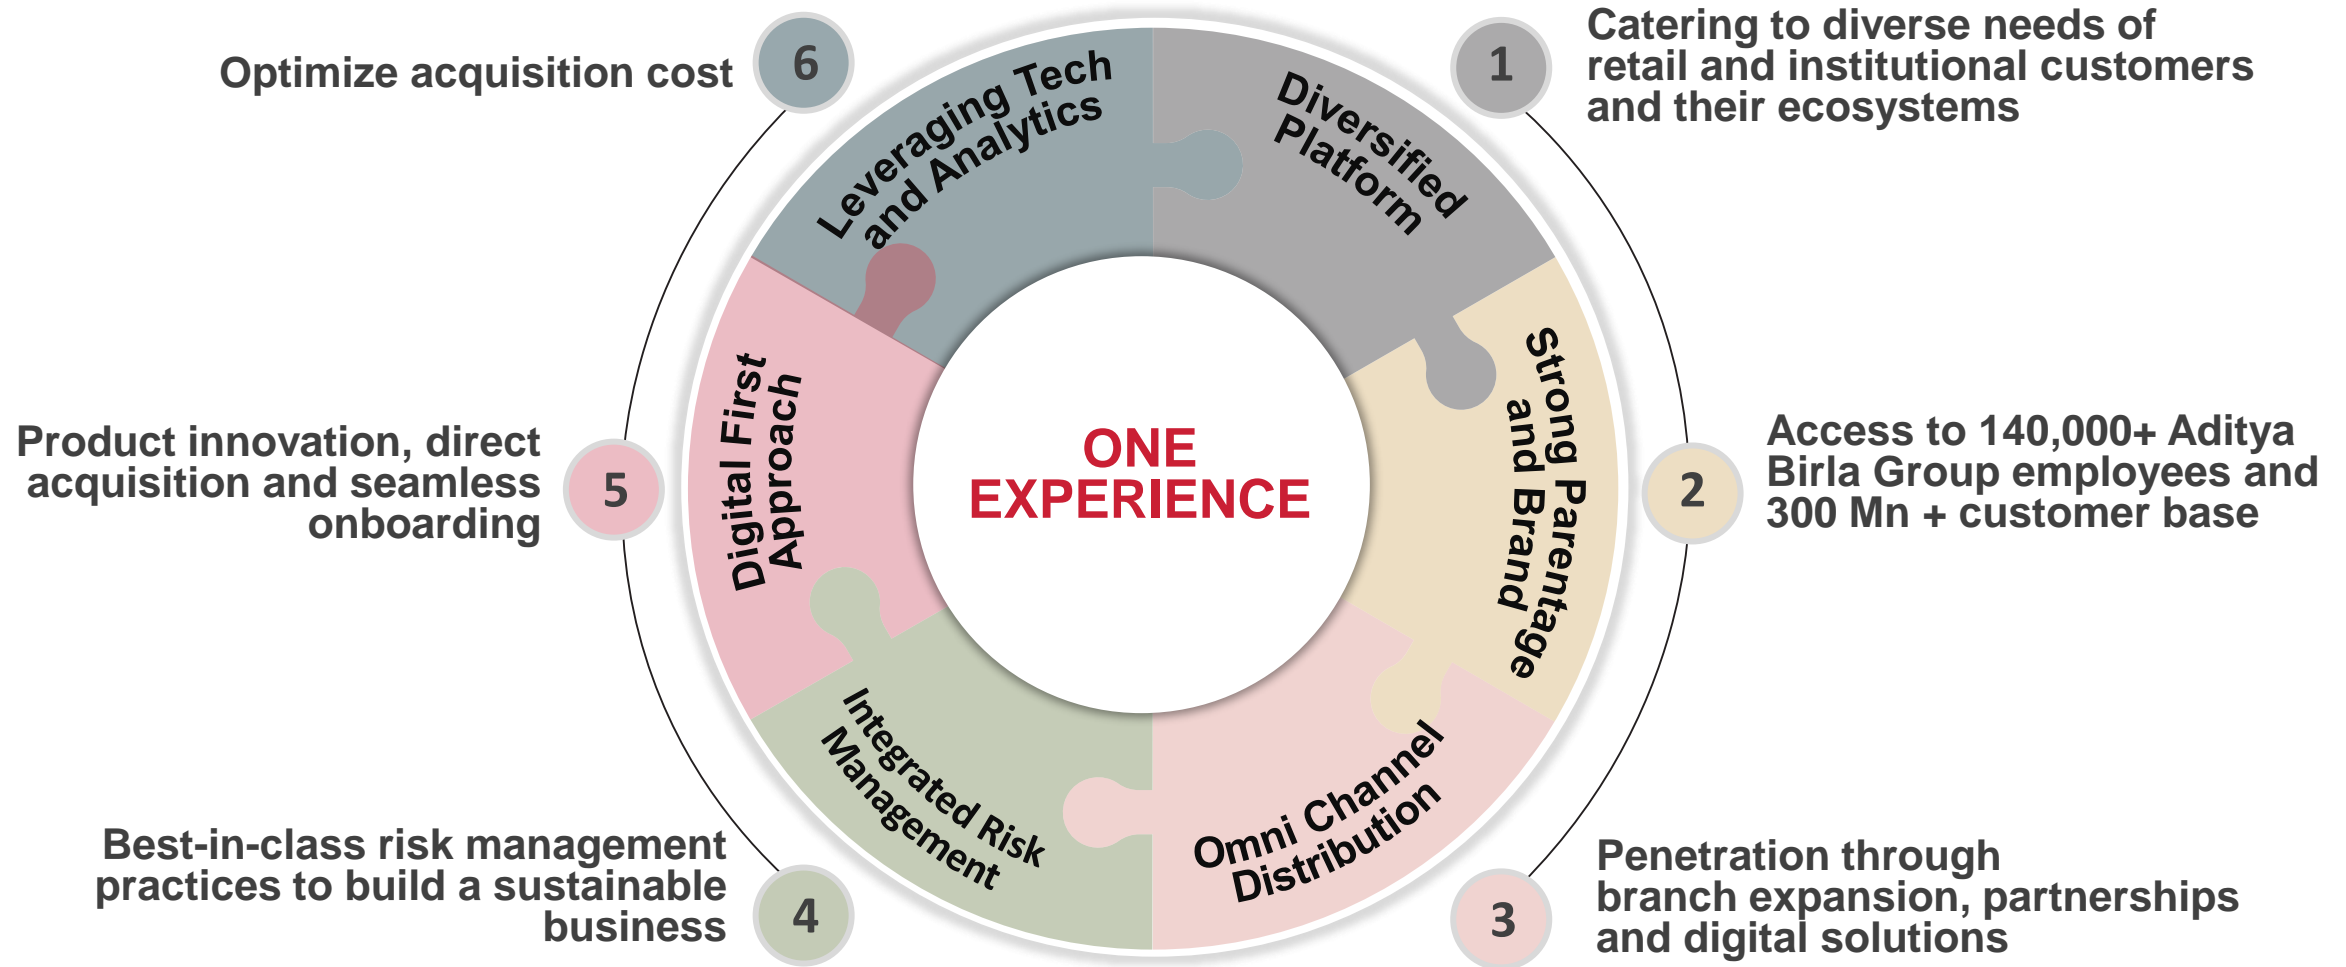 6
Optimize acquisition cost
1
Catering to diverse needs of
retail and institutional customers
and their ecosystems
Leveraging Tech
and Analytics
Diversified
Platform
Strong Parentage
and Brand
Digital First
Approach
ONE
EXPERIENCE
Product innovation, direct
acquisition and seamless
onboarding
5
2
Access to 140,000+ Aditya
Birla Group employees and
300 Mn + customer base
Integrated Risk
Management
Omni Channel
Distribution
Best-in-class risk management
practices to build a sustainable
business
4
3
Penetration through
branch expansion, partnerships
and digital solutions